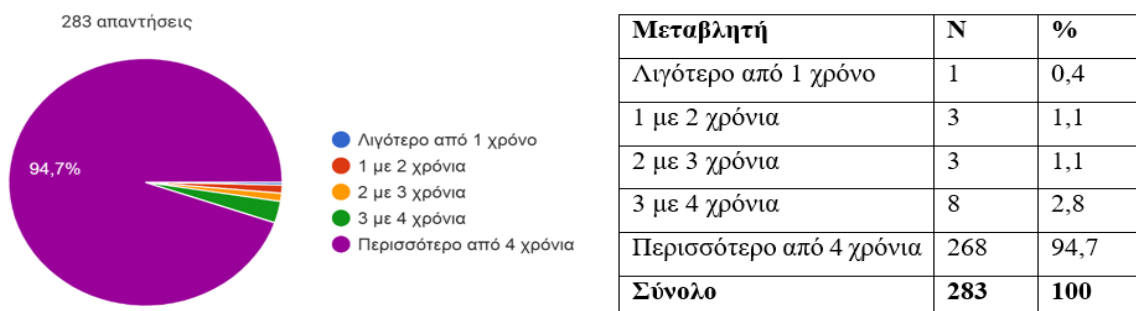 283 απαντήσεις
94,7%
Λιγότερο από 1 χρόνο
1 με 2 χρόνια
2 με 3 χρόνια
3 με 4 χρόνια
Περισσότερο από 4 χρόνια
Μεταβλητή N %
Λιγότερο από 1 χρόνο 1 0,4
1 με 2 χρόνια 3 1,1
2 με 3 χρόνια 3 1,1
3 με 4 χρόνια 8 2,8
Περισσότερο από 4 χρόνια 268 94,7
Σύνολο 283 100